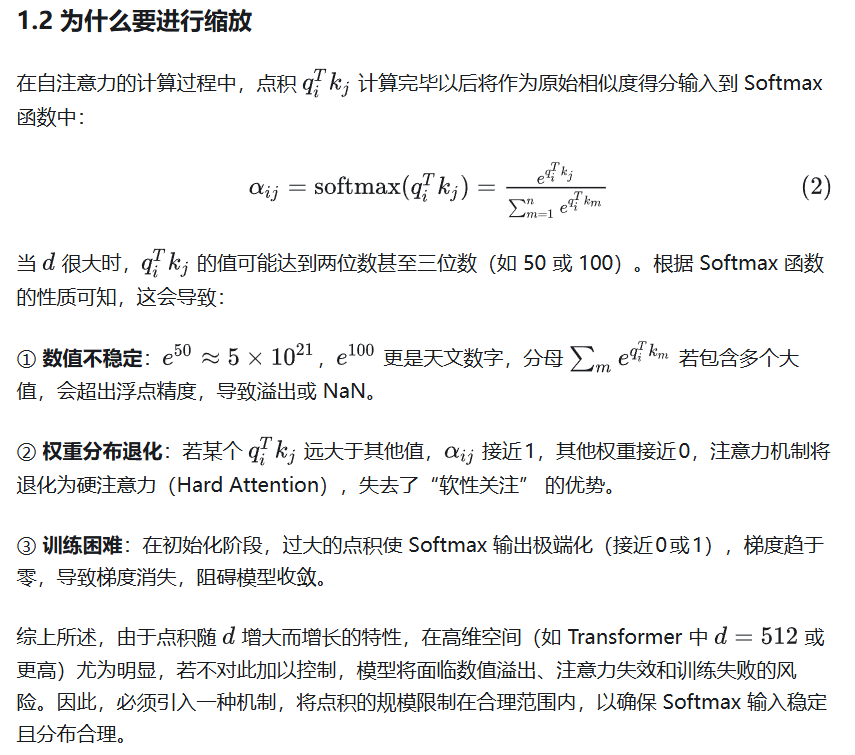 1.2 为什么要进行缩放
在自注意力的计算过程中，点积 $q_i^T k_j$ 计算完毕以后将作为原始相似度得分输入到 Softmax
函数中：
$\alpha_{ij} = \mathrm{softmax}(q_i^T k_j) = \frac{e^{q_i^T k_j}}{\sum_{m=1}^{n} e^{q_i^T k_m}}$ (2)
当 $d$ 很大时，$q_i^T k_j$ 的值可能达到两位数甚至三位数（如 50 或 100）。根据 Softmax 函数
的性质可知，这会导致：
① 数值不稳定：$e^{50} \approx 5 \times 10^{21}$，$e^{100}$ 更是天文数字，分母 $\sum_m e^{q_i^T k_m}$ 若包含多个大
值，会超出浮点精度，导致溢出或 NaN。
② 权重分布退化：若某个 $q_i^T k_j$ 远大于其他值，$\alpha_{ij}$ 接近1，其他权重接近0，注意力机制将
退化为硬注意力（Hard Attention），失去了“软性关注” 的优势。
③ 训练困难：在初始化阶段，过大的点积使 Softmax 输出极端化（接近0或1），梯度趋于
零，导致梯度消失，阻碍模型收敛。
综上所述，由于点积随 $d$ 增大而增长的特性，在高维空间（如 Transformer 中 $d = 512$ 或
更高）尤为明显，若不对此加以控制，模型将面临数值溢出、注意力失效和训练失败的风
险。因此，必须引入一种机制，将点积的规模限制在合理范围内，以确保 Softmax 输入稳定
且分布合理。